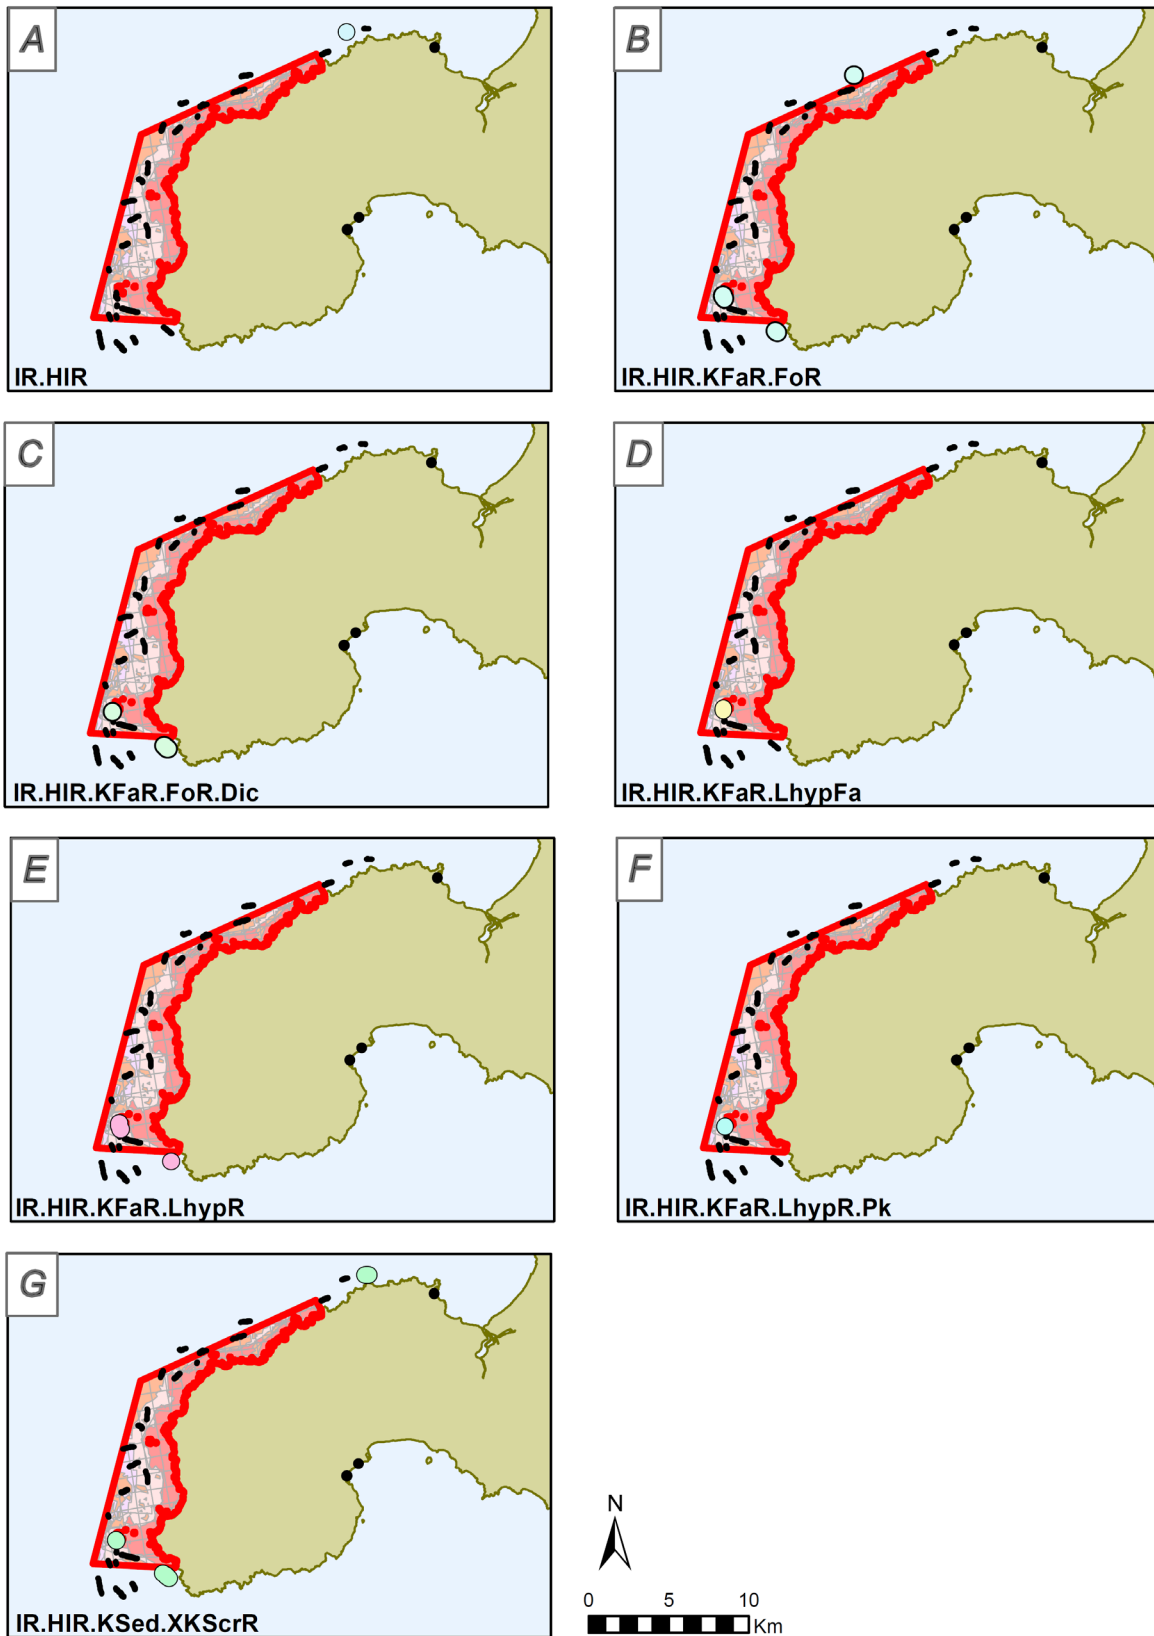 A
IR.HIR
B
IR.HIR.KFaR.FoR
C
IR.HIR.KFaR.FoR.Dic
D
IR.HIR.KFaR.LhypFa
E
IR.HIR.KFaR.LhypR
F
IR.HIR.KFaR.LhypR.Pk
G
IR.HIR.KSed.XKScrR
N
0 5 10
Km